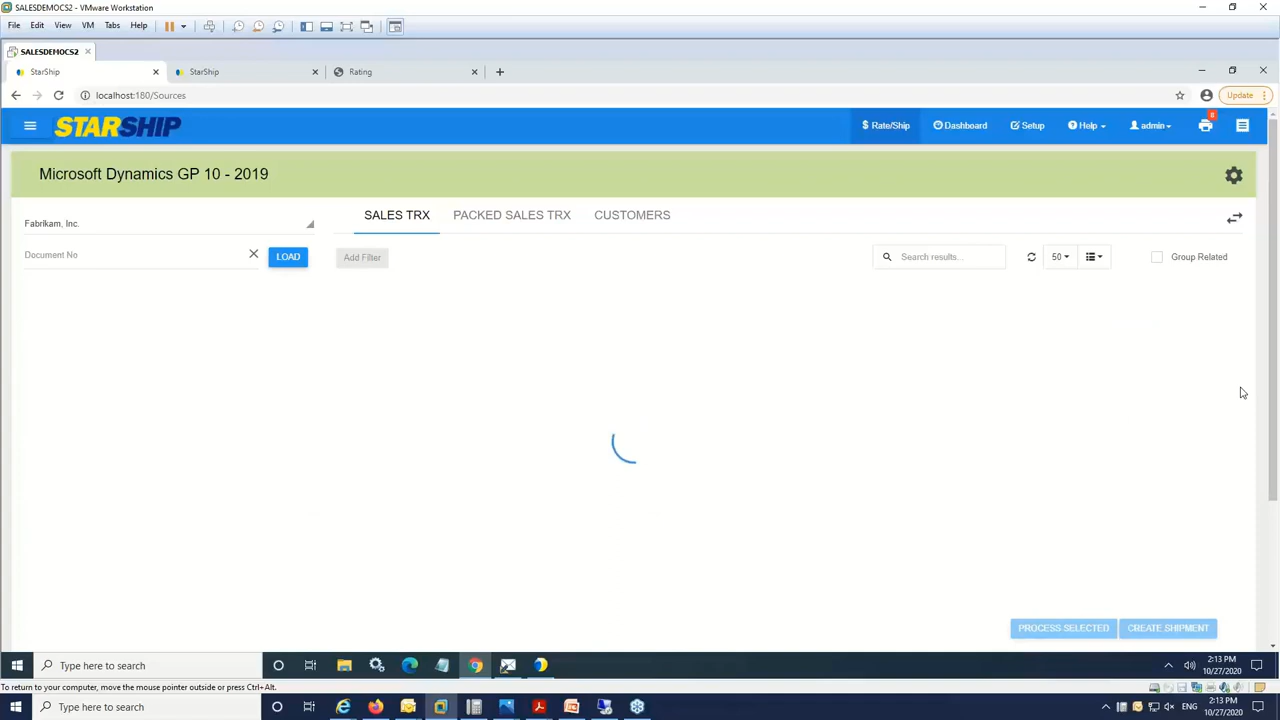 SALESDEMOCS2 - VMware Workstation
File Edit View VM Tabs Help
SALESDEMOCS2
StarShip StarShip Rating
localhost:180/Sources Update
STARSHIP Rate/Ship Dashboard Setup Help admin 8
Microsoft Dynamics GP 10 - 2019
Fabrikam, Inc. SALES TRX PACKED SALES TRX CUSTOMERS
Document No LOAD Add Filter Search results... 50 Group Related
PROCESS SELECTED CREATE SHIPMENT
Type here to search 2:13 PM
10/27/2020
To return to your computer, move the mouse pointer outside or press Ctrl+Alt.
Type here to search ENG 2:13 PM
10/27/2020